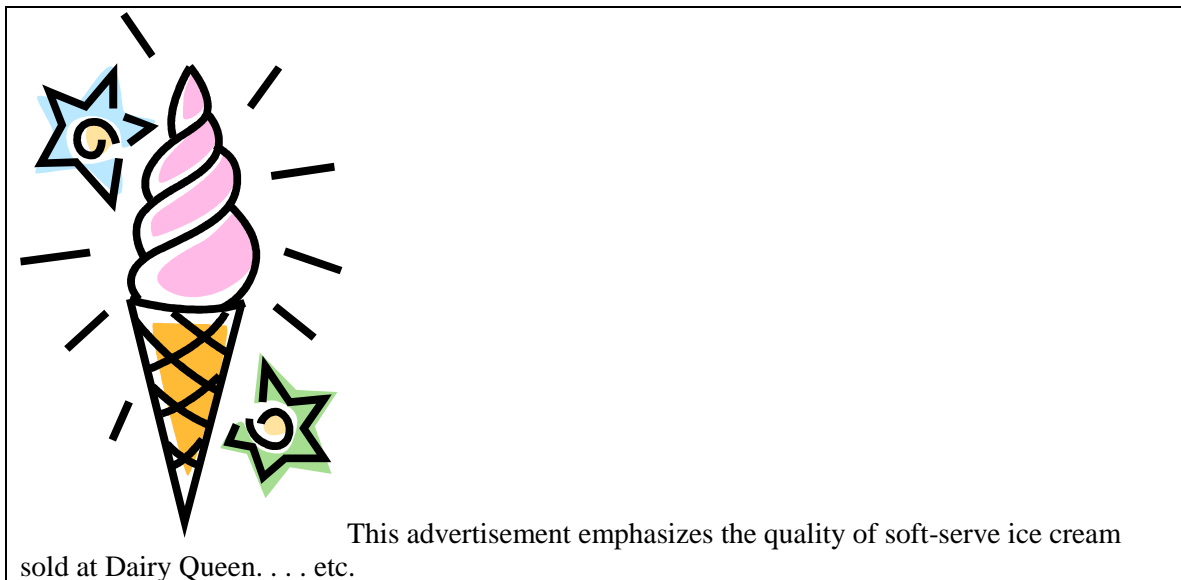 This advertisement emphasizes the quality of soft-serve ice cream
sold at Dairy Queen. . . . etc.